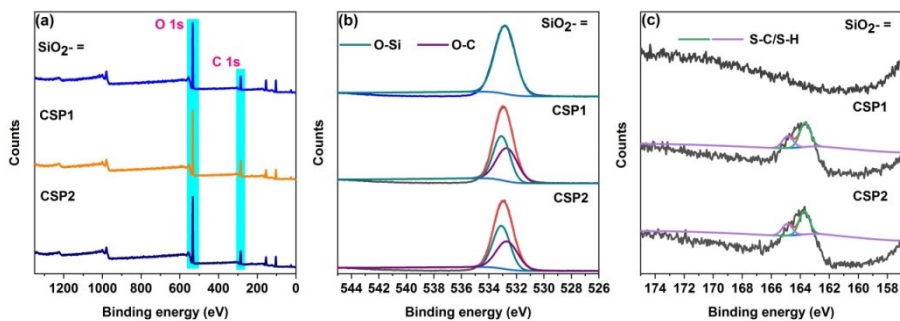 (a)
O 1s
SiO2- =
C 1s
CSP1
CSP2
Counts
1200 1000 800 600 400 200 0
Binding energy (eV)
(b)
SiO2- =
O-Si O-C
CSP1
CSP2
Counts
544 542 540 538 536 534 532 530 528 526
Binding energy (eV)
(c)
SiO2- =
S-C/S-H
CSP1
CSP2
Counts
174 172 170 168 166 164 162 160 158
Binding energy (eV)